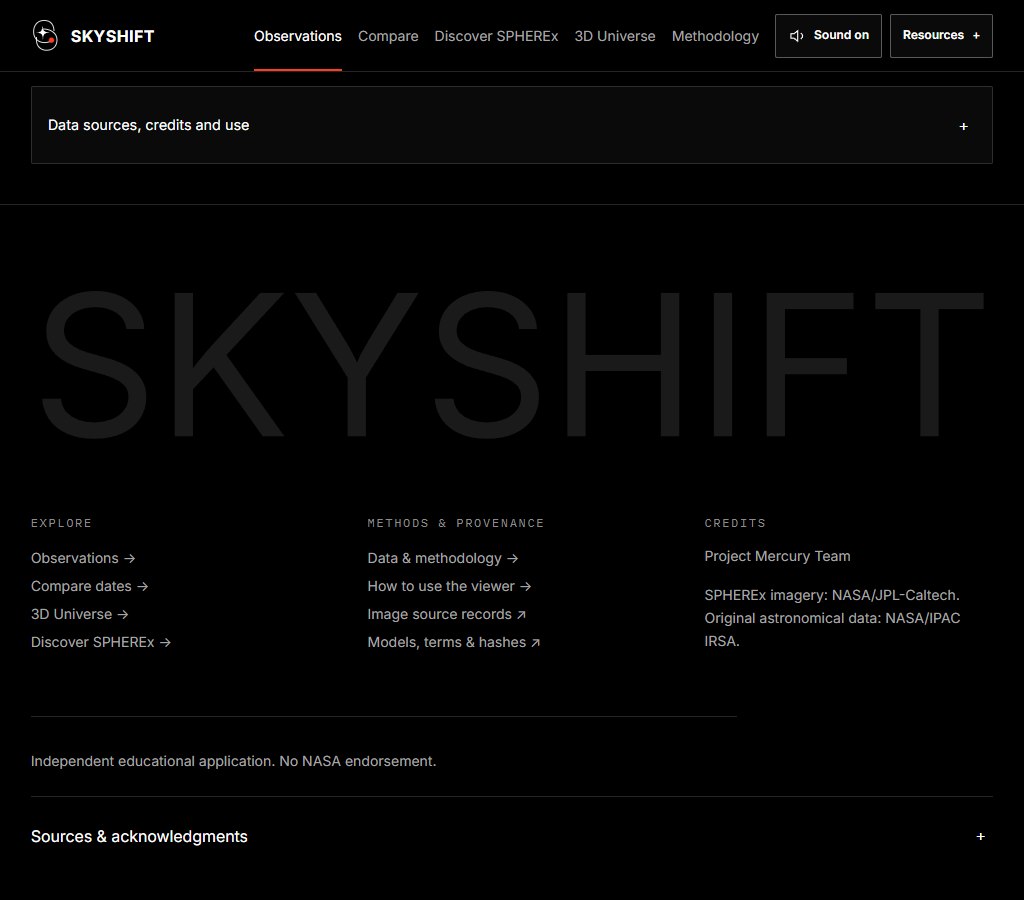 SKYSHIFT
Observations
Compare
Discover SPHEREx
3D Universe
Methodology
Sound on
Resources +
Data sources, credits and use +
SKYSHIFT
EXPLORE
Observations →
Compare dates →
3D Universe →
Discover SPHEREx →
METHODS & PROVENANCE
Data & methodology →
How to use the viewer →
Image source records ↗
Models, terms & hashes ↗
CREDITS
Project Mercury Team
SPHEREx imagery: NASA/JPL-Caltech.
Original astronomical data: NASA/IPAC
IRSA.
Independent educational application. No NASA endorsement.
Sources & acknowledgments +